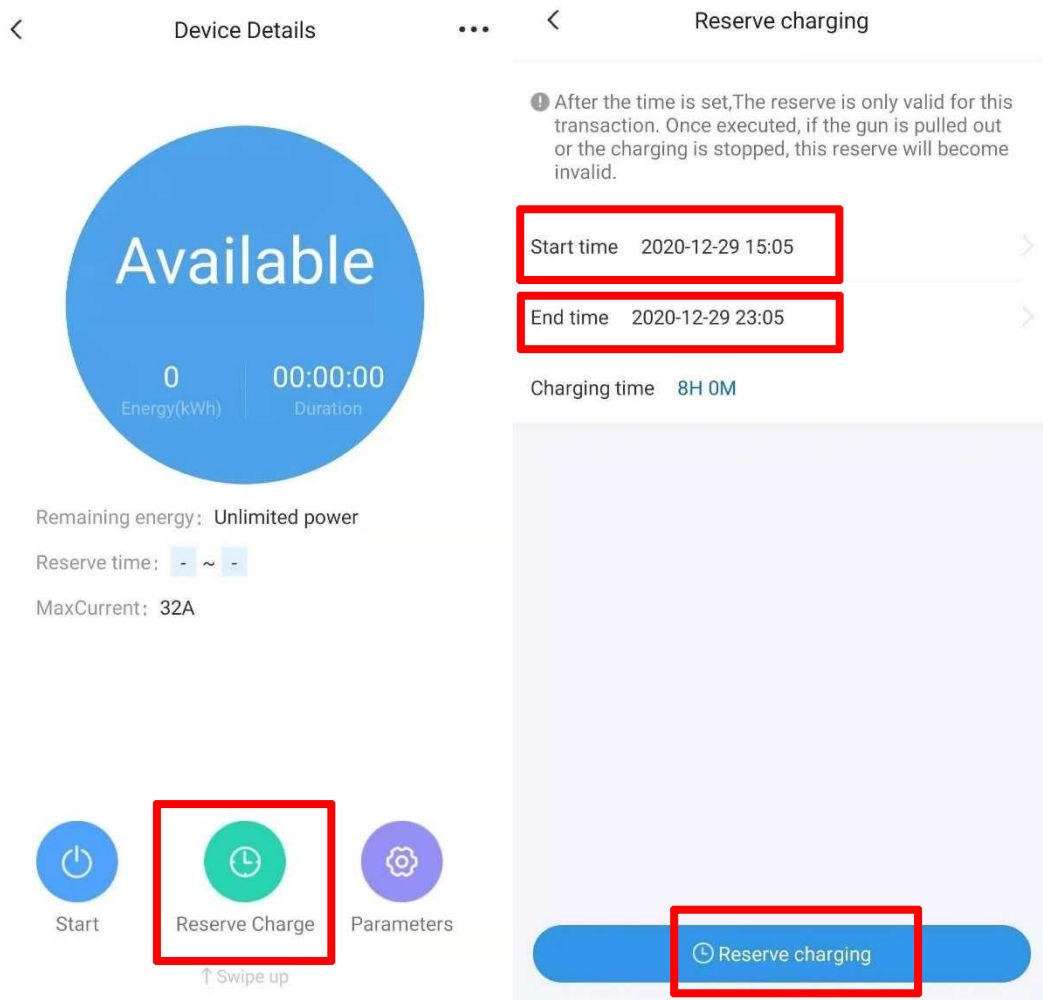 Device Details
Available
0 00:00:00
Energy(kWh) Duration
Remaining energy: Unlimited power
Reserve time: - ~ -
MaxCurrent: 32A
Start Reserve Charge Parameters
↑ Swipe up
Reserve charging
After the time is set,The reserve is only valid for this
transaction. Once executed, if the gun is pulled out
or the charging is stopped, this reserve will become
invalid.
Start time 2020-12-29 15:05
End time 2020-12-29 23:05
Charging time 8H 0M
Reserve charging